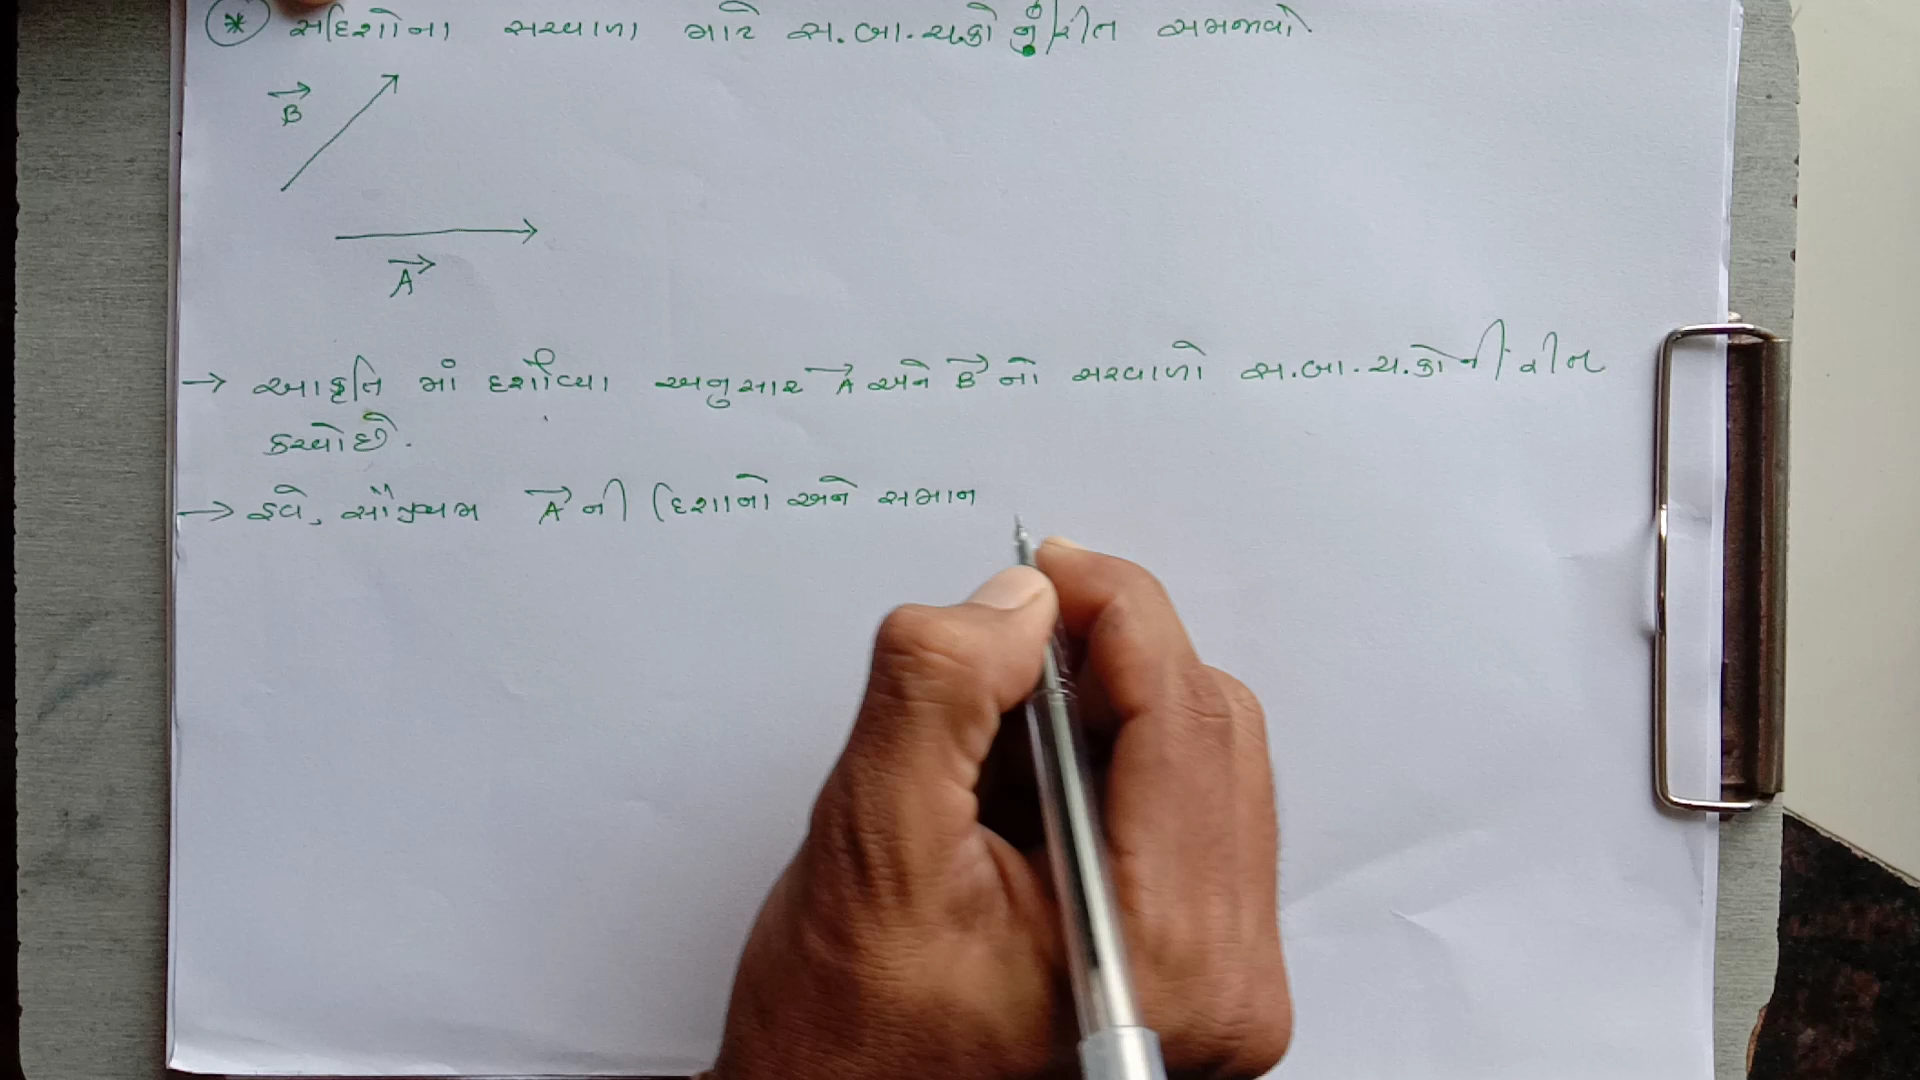 * સદિશોના સરવાળા માટે સ.બા.ચ.કો ની રીત સમજાવો.
B
A
→ આકૃતિ માં દર્શાવ્યા અનુસાર A અને B નો સરવાળો સ.બા.ચ.કો ની રીત
કરવો છે.
→ હવે, સૌપ્રથમ A ની દિશાનો અને સમાન